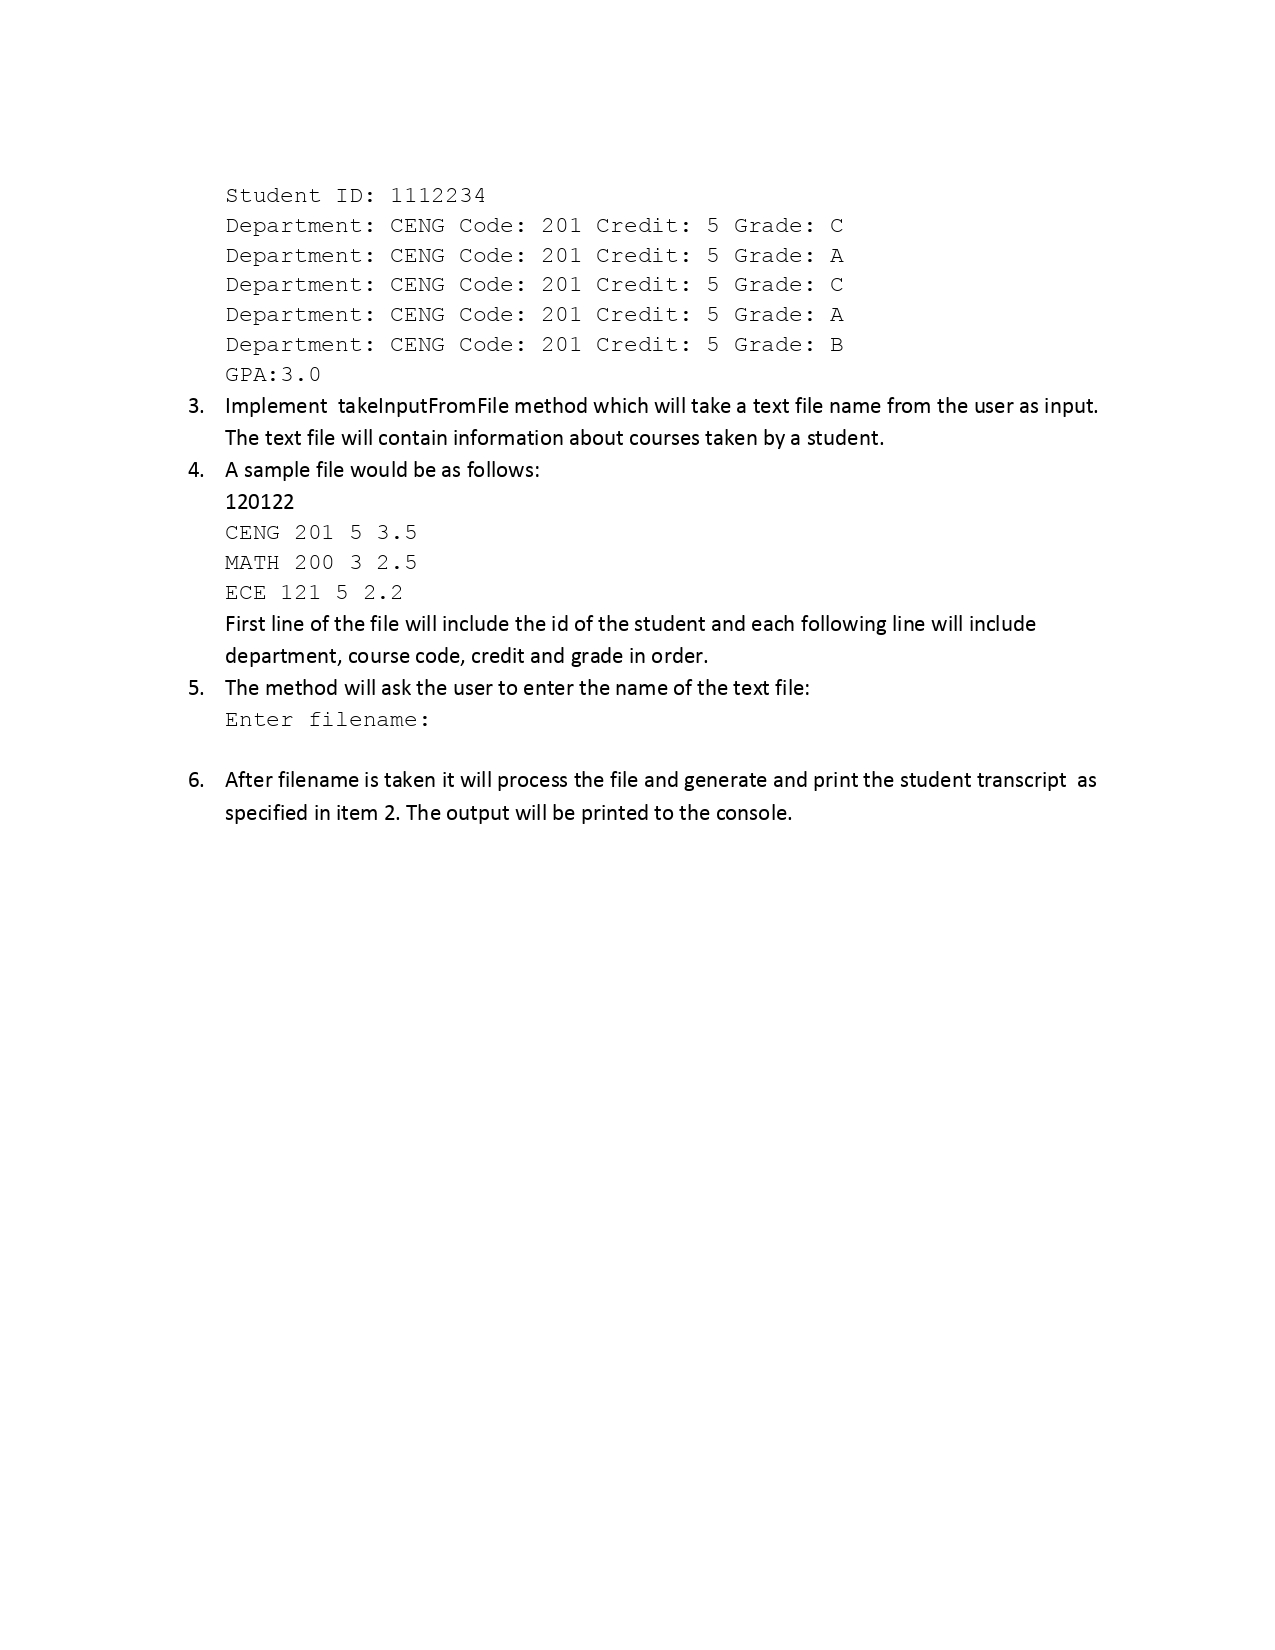 Student ID: 1112234
Department: CENG Code: 201 Credit: 5 Grade: C
Department: CENG Code: 201 Credit: 5 Grade: A
Department: CENG Code: 201 Credit: 5 Grade: C
Department: CENG Code: 201 Credit: 5 Grade: A
Department: CENG Code: 201 Credit: 5 Grade: B
GPA:3.0
3. Implement takeInputFromFile method which will take a text file name from the user as input.
The text file will contain information about courses taken by a student.
4. A sample file would be as follows:
120122
CENG 201 5 3.5
MATH 200 3 2.5
ECE 121 5 2.2
First line of the file will include the id of the student and each following line will include
department, course code, credit and grade in order.
5. The method will ask the user to enter the name of the text file:
Enter filename:
6. After filename is taken it will process the file and generate and print the student transcript as
specified in item 2. The output will be printed to the console.